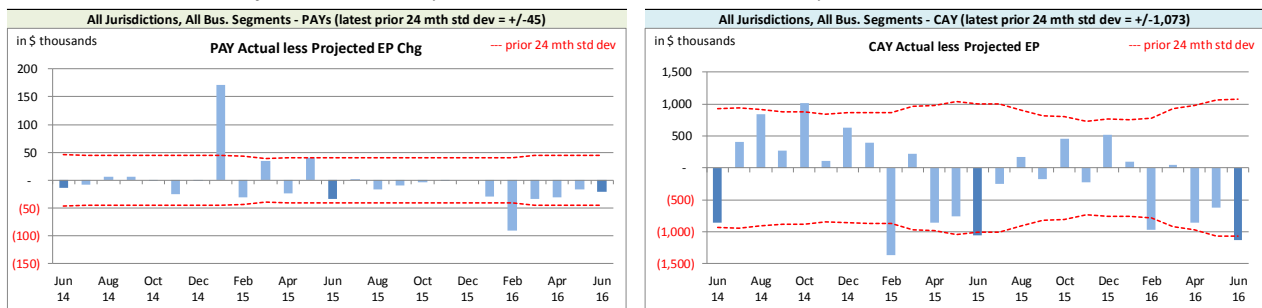 All Jurisdictions, All Bus. Segments - PAYs (latest prior 24 mth std dev = +/-45)
in $ thousands
PAY Actual less Projected EP Chg
--- prior 24 mth std dev
200
150
100
50
-
(50)
(100)
(150)
Jun 14 Aug 14 Oct 14 Dec 14 Feb 15 Apr 15 Jun 15 Aug 15 Oct 15 Dec 15 Feb 16 Apr 16 Jun 16
All Jurisdictions, All Bus. Segments - CAY (latest prior 24 mth std dev = +/-1,073)
in $ thousands
CAY Actual less Projected EP
--- prior 24 mth std dev
1,500
1,000
500
-
(500)
(1,000)
(1,500)
Jun 14 Aug 14 Oct 14 Dec 14 Feb 15 Apr 15 Jun 15 Aug 15 Oct 15 Dec 15 Feb 16 Apr 16 Jun 16